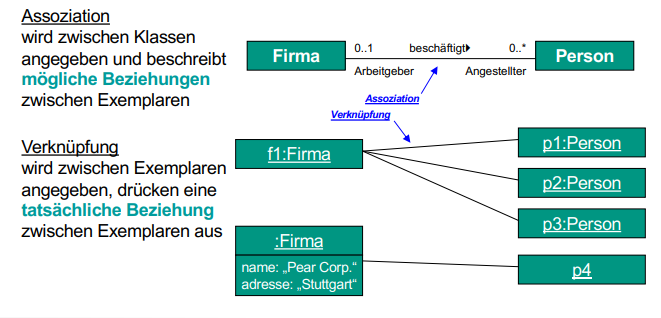 Assoziation
wird zwischen Klassen
angegeben und beschreibt
mögliche Beziehungen
zwischen Exemplaren
Firma
0..1
beschäftigt
0..*
Person
Arbeitgeber
Angestellter
Assoziation
Verknüpfung
Verknüpfung
wird zwischen Exemplaren
angegeben, drücken eine
tatsächliche Beziehung
zwischen Exemplaren aus
f1:Firma
p1:Person
p2:Person
p3:Person
:Firma
name: „Pear Corp.“
adresse: „Stuttgart“
p4